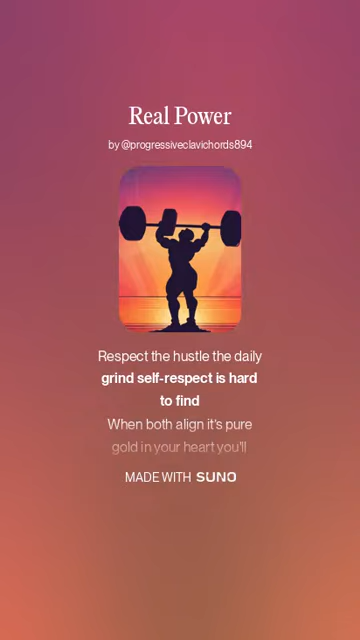 Real Power
by @progressiveclavichords894
Respect the hustle the daily
grind self-respect is hard
to find
When both align it's pure
gold in your heart you'll
MADE WITH SUNO